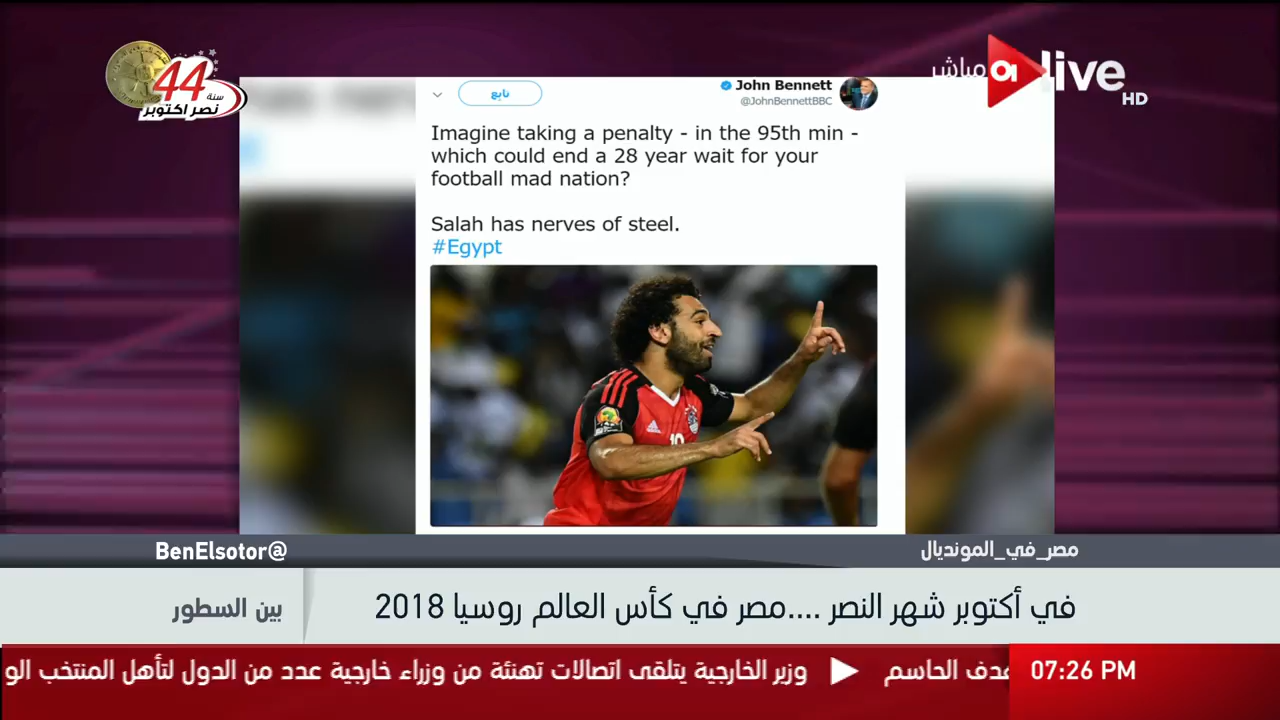 44
سنة
نصر اكتوبر
مباشر
live
HD
John Bennett
@JohnBennettBBC
تابع
Imagine taking a penalty - in the 95th min -
which could end a 28 year wait for your
football mad nation?
Salah has nerves of steel.
#Egypt
10
مصر_في_المونديال
@BenElsotor
في أكتوبر شهر النصر ....مصر في كأس العالم روسيا 2018
بين السطور
هدف الحاسم ◀ وزير الخارجية يتلقى اتصالات تهنئة من وزراء خارجية عدد من الدول لتأهل المنتخب الو
07:26 PM